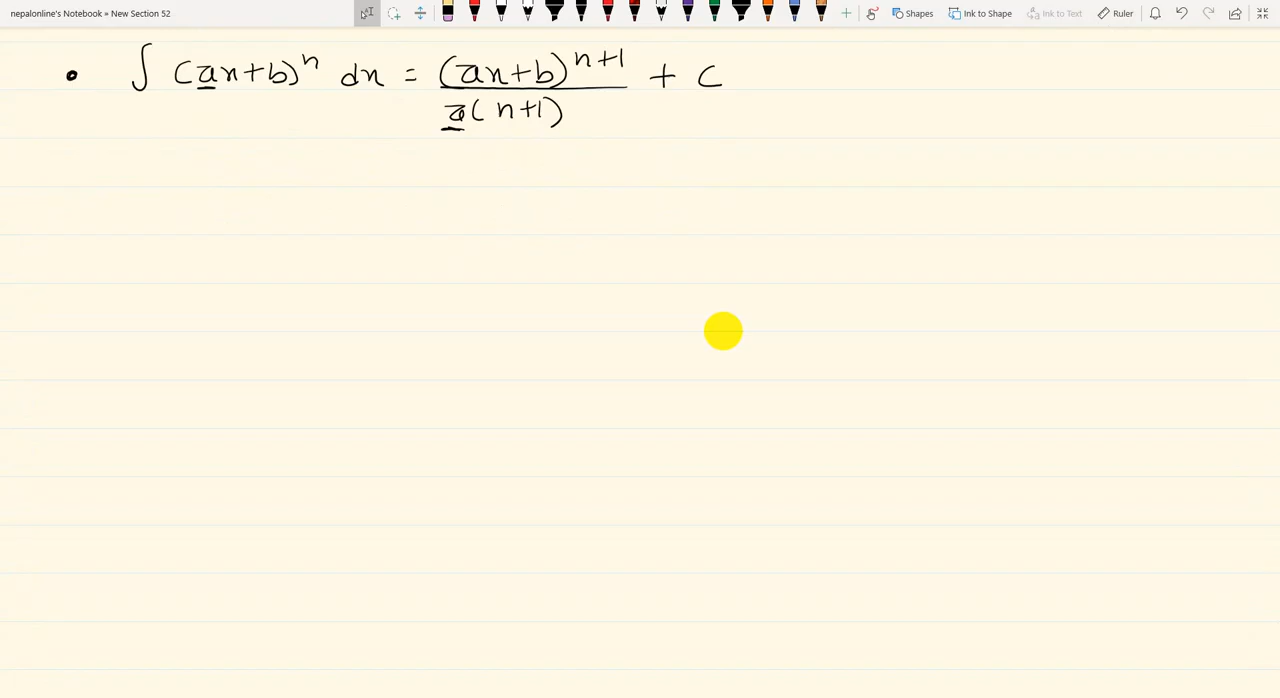 nepalonline's Notebook » New Section 52
Shapes
Ink to Shape
Ink to Text
Ruler
• ∫ (ax+b)^n dx = (ax+b)^(n+1) / a(n+1) + C